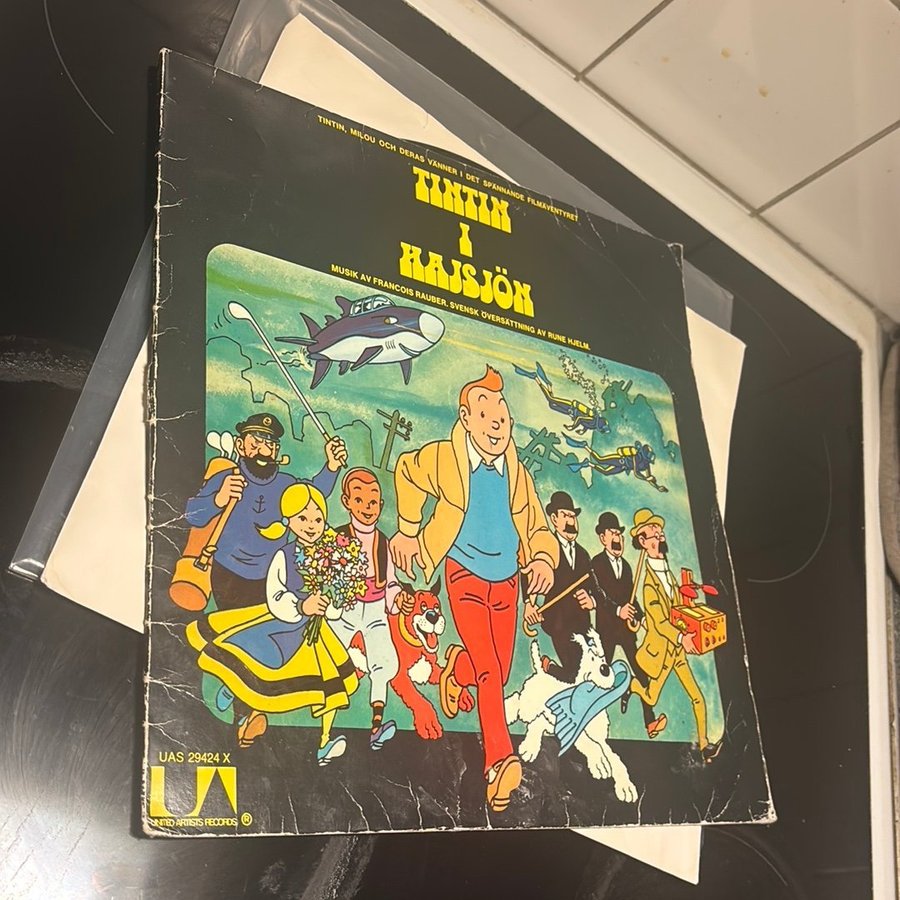 TINTIN, MILOU OCH DERAS VÄNNER I DET SPÄNNANDE FILMÄVENTYRET
TINTIN
I
HAJSJÖN
MUSIK AV FRANCOIS RAUBER. SVENSK ÖVERSÄTTNING AV RUNE HJELM.
UAS 29424 X
UA
UNITED ARTISTS RECORDS ®